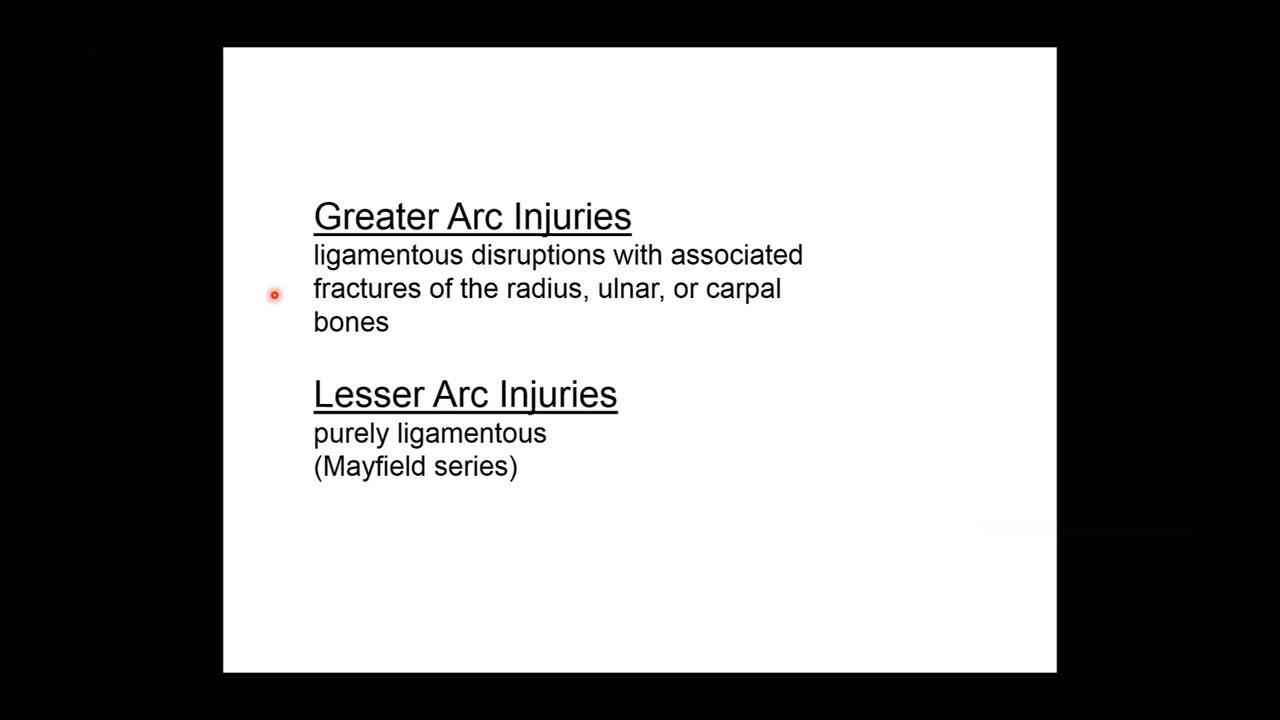 Greater Arc Injuries
ligamentous disruptions with associated
fractures of the radius, ulnar, or carpal
bones
Lesser Arc Injuries
purely ligamentous
(Mayfield series)